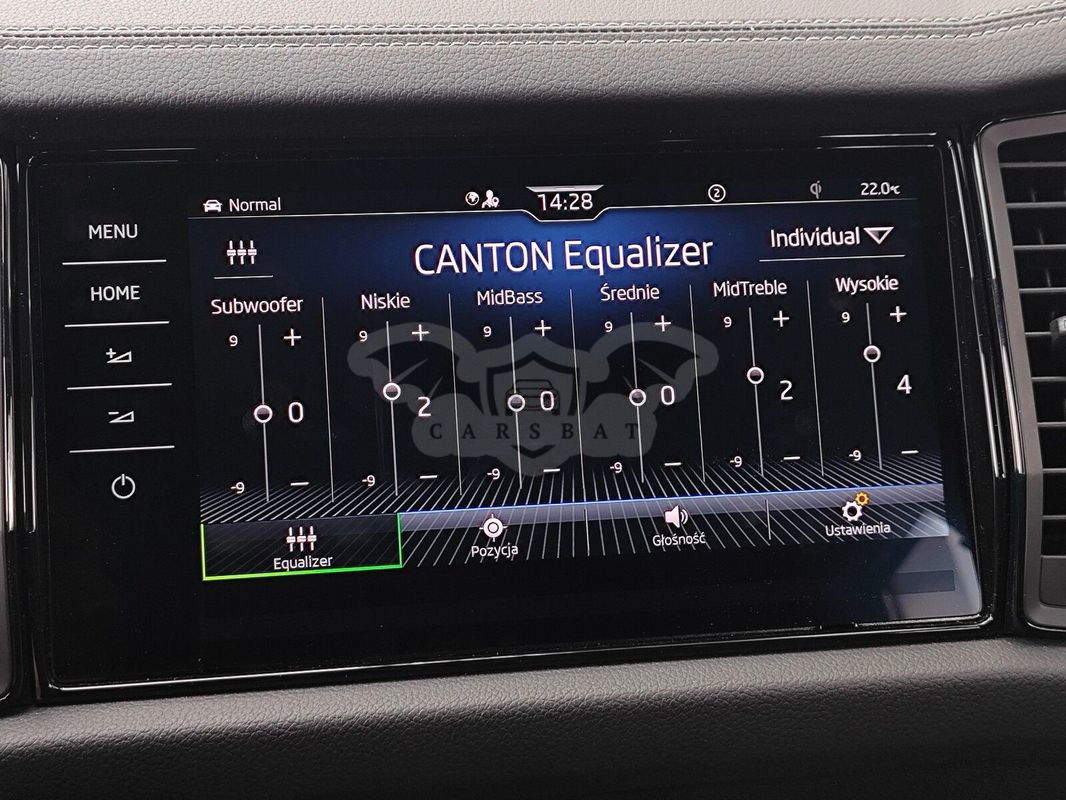 MENU
HOME
Normal
14:28
2
22.0°C
CANTON Equalizer
Individual
Subwoofer
Niskie
MidBass
Średnie
MidTreble
Wysokie
9 +
9 +
9 +
9 +
9 +
9 +
0
2
0
0
2
4
-9 –
-9 –
-9 –
-9 –
-9 –
-9 –
CARSBAT
Equalizer
Pozycja
Głośność
Ustawienia